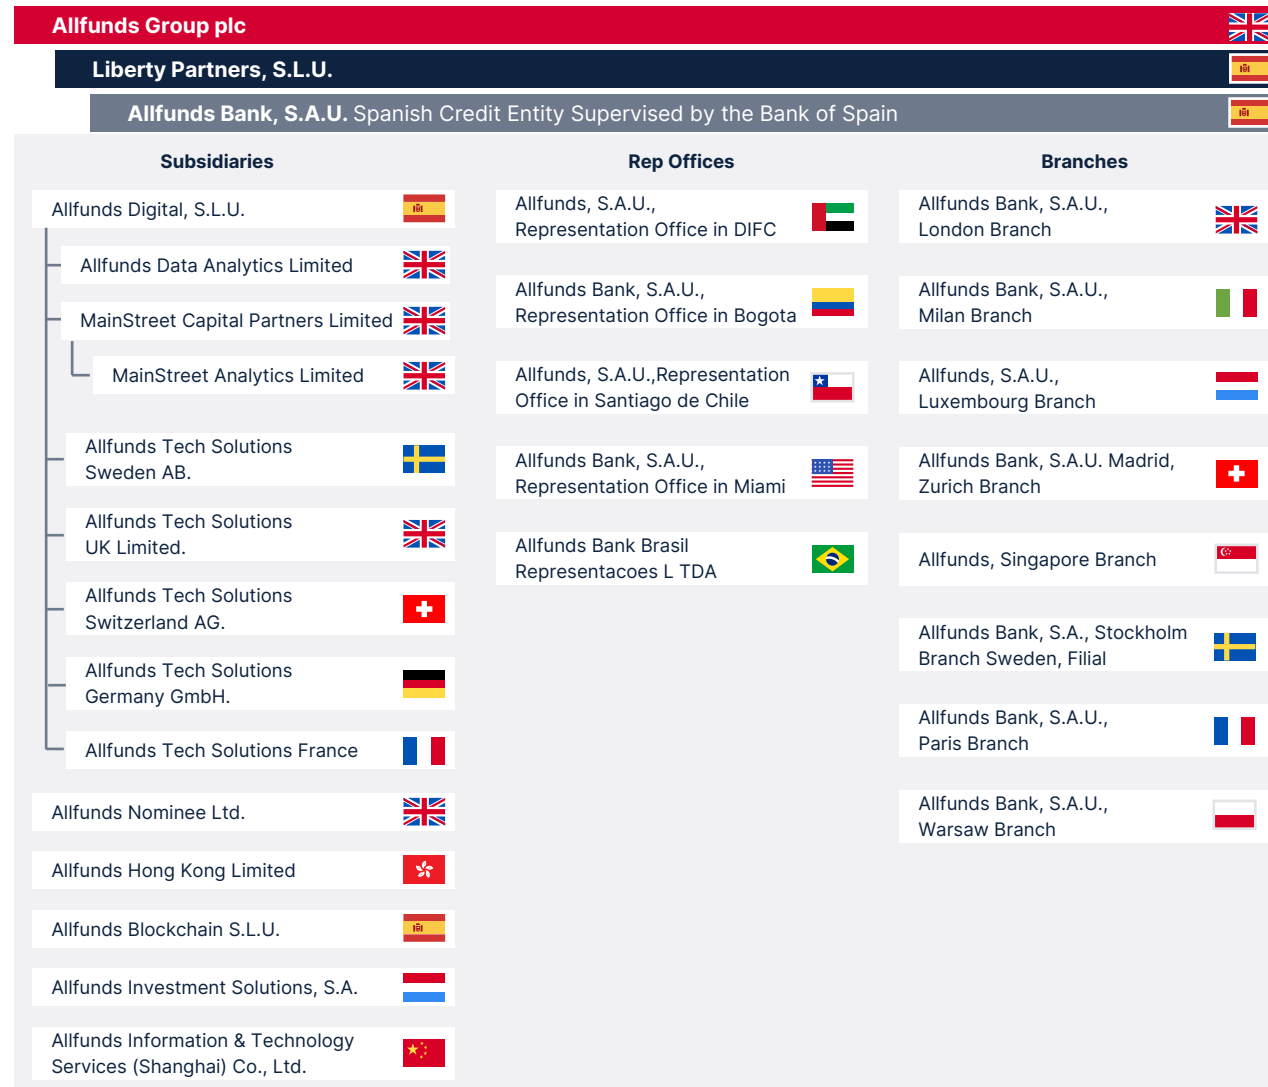 Allfunds Group plc
Liberty Partners, S.L.U.
Allfunds Bank, S.A.U. Spanish Credit Entity Supervised by the Bank of Spain
Subsidiaries
Allfunds Digital, S.L.U.
Allfunds Data Analytics Limited
MainStreet Capital Partners Limited
MainStreet Analytics Limited
Allfunds Tech Solutions
Sweden AB.
Allfunds Tech Solutions
UK Limited.
Allfunds Tech Solutions
Switzerland AG.
Allfunds Tech Solutions
Germany GmbH.
Allfunds Tech Solutions France
Allfunds Nominee Ltd.
Allfunds Hong Kong Limited
Allfunds Blockchain S.L.U.
Allfunds Investment Solutions, S.A.
Allfunds Information & Technology
Services (Shanghai) Co., Ltd.
Rep Offices
Allfunds, S.A.U.,
Representation Office in DIFC
Allfunds Bank, S.A.U.,
Representation Office in Bogota
Allfunds, S.A.U.,Representation
Office in Santiago de Chile
Allfunds Bank, S.A.U.,
Representation Office in Miami
Allfunds Bank Brasil
Representacoes L TDA
Branches
Allfunds Bank, S.A.U.,
London Branch
Allfunds Bank, S.A.U.,
Milan Branch
Allfunds, S.A.U.,
Luxembourg Branch
Allfunds Bank, S.A.U. Madrid,
Zurich Branch
Allfunds, Singapore Branch
Allfunds Bank, S.A., Stockholm
Branch Sweden, Filial
Allfunds Bank, S.A.U.,
Paris Branch
Allfunds Bank, S.A.U.,
Warsaw Branch